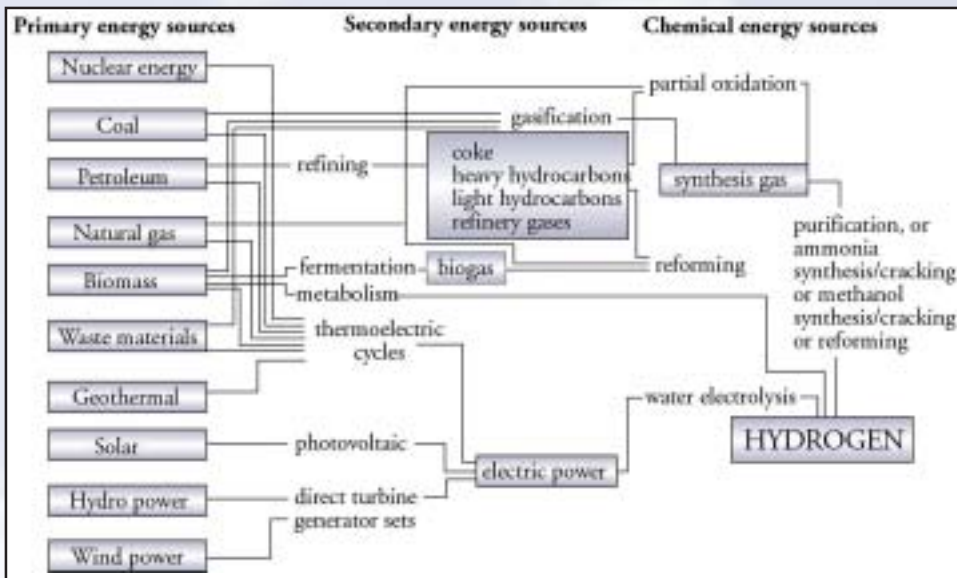 Primary energy sources
Secondary energy sources
Chemical energy sources
Nuclear energy
Coal
Petroleum
Natural gas
Biomass
Waste materials
Geothermal
Solar
Hydro power
Wind power
refining
fermentation
metabolism
thermoelectric
cycles
photovoltaic
direct turbine
generator sets
gasification
coke
heavy hydrocarbons
light hydrocarbons
refinery gases
biogas
electric power
partial oxidation
synthesis gas
reforming
purification, or
ammonia
synthesis/cracking
or methanol
synthesis/cracking
or reforming
water electrolysis
HYDROGEN